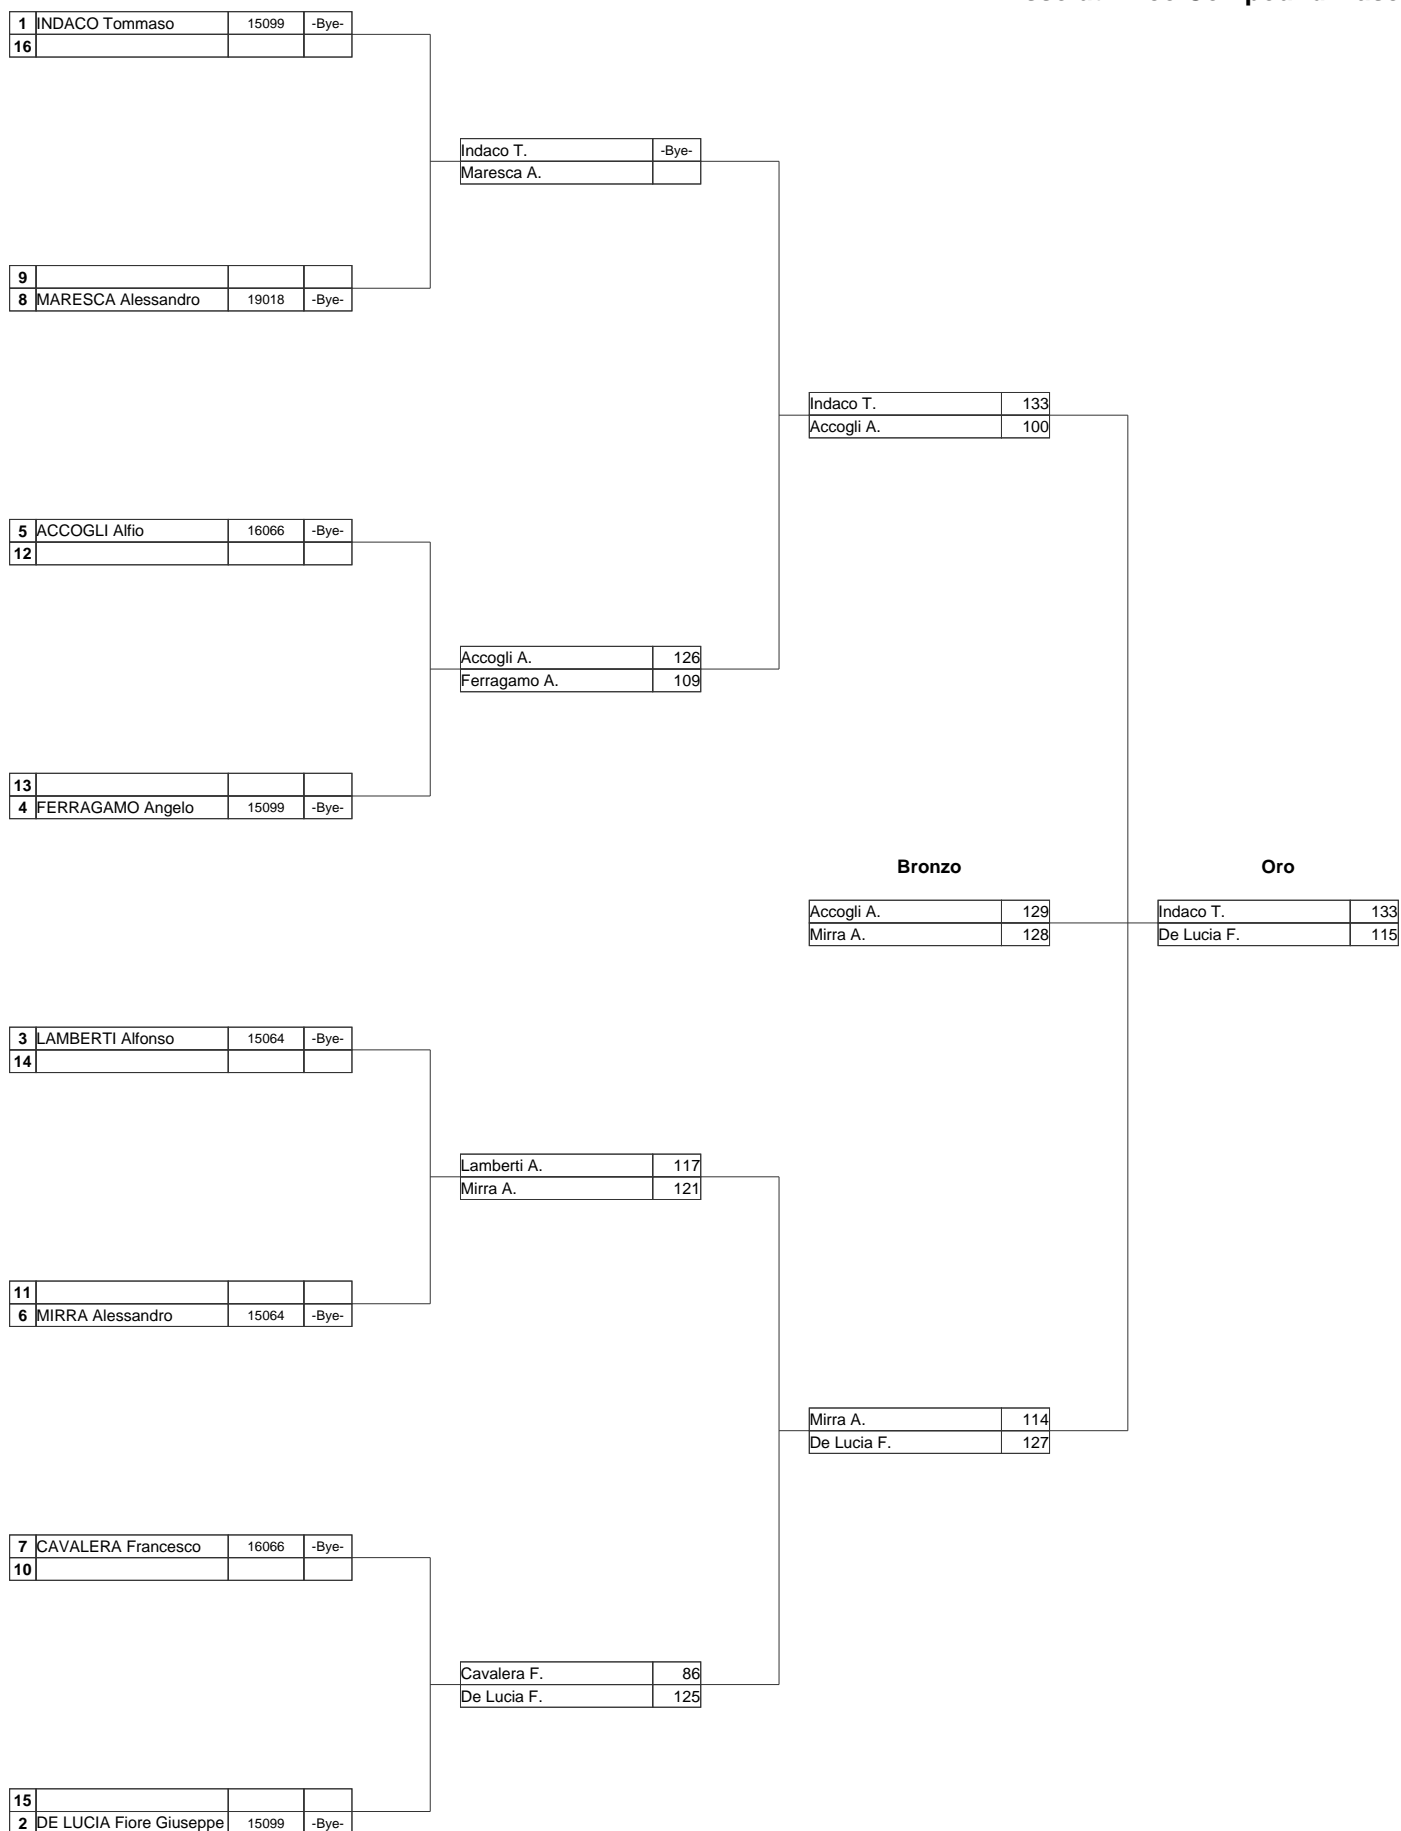 1 INDACO Tommaso 15099 -Bye-
16
Indaco T. -Bye-
Maresca A.
9
8 MARESCA Alessandro 19018 -Bye-
Indaco T. 133
Accogli A. 100
5 ACCOGLI Alfio 16066 -Bye-
12
Accogli A. 126
Ferragamo A. 109
13
4 FERRAGAMO Angelo 15099 -Bye-
Bronzo Oro
Accogli A. 129 Indaco T. 133
Mirra A. 128 De Lucia F. 115
3 LAMBERTI Alfonso 15064 -Bye-
14
Lamberti A. 117
Mirra A. 121
11
6 MIRRA Alessandro 15064 -Bye-
Mirra A. 114
De Lucia F. 127
7 CAVALERA Francesco 16066 -Bye-
10
Cavalera F. 86
De Lucia F. 125
15
2 DE LUCIA Fiore Giuseppe 15099 -Bye-